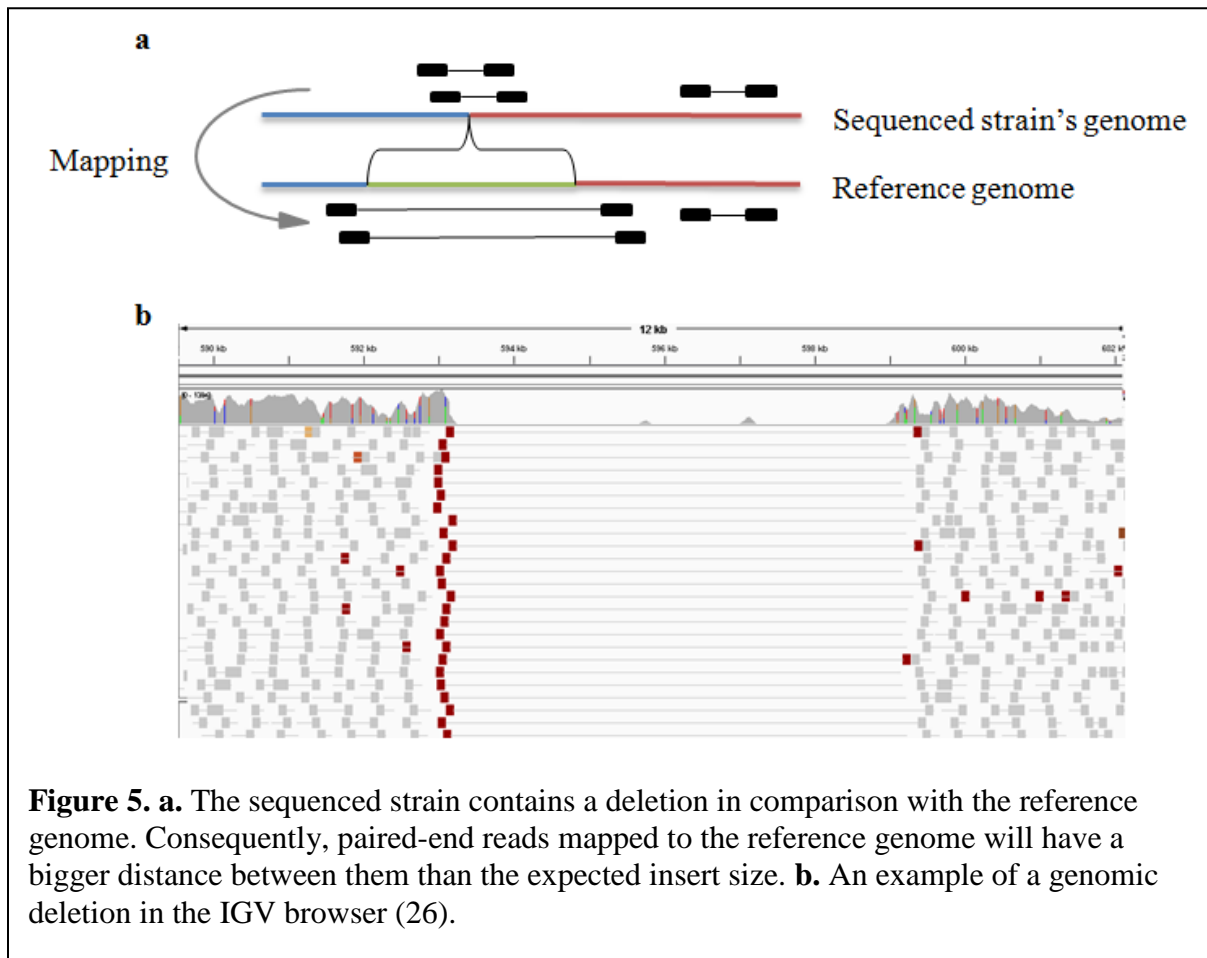 a
Sequenced strain's genome
Mapping
Reference genome
b
12 kb
590 kb 592 kb 594 kb 596 kb 598 kb 600 kb
Figure 5. a. The sequenced strain contains a deletion in comparison with the reference
genome. Consequently, paired-end reads mapped to the reference genome will have a
bigger distance between them than the expected insert size. b. An example of a genomic
deletion in the IGV browser (26).